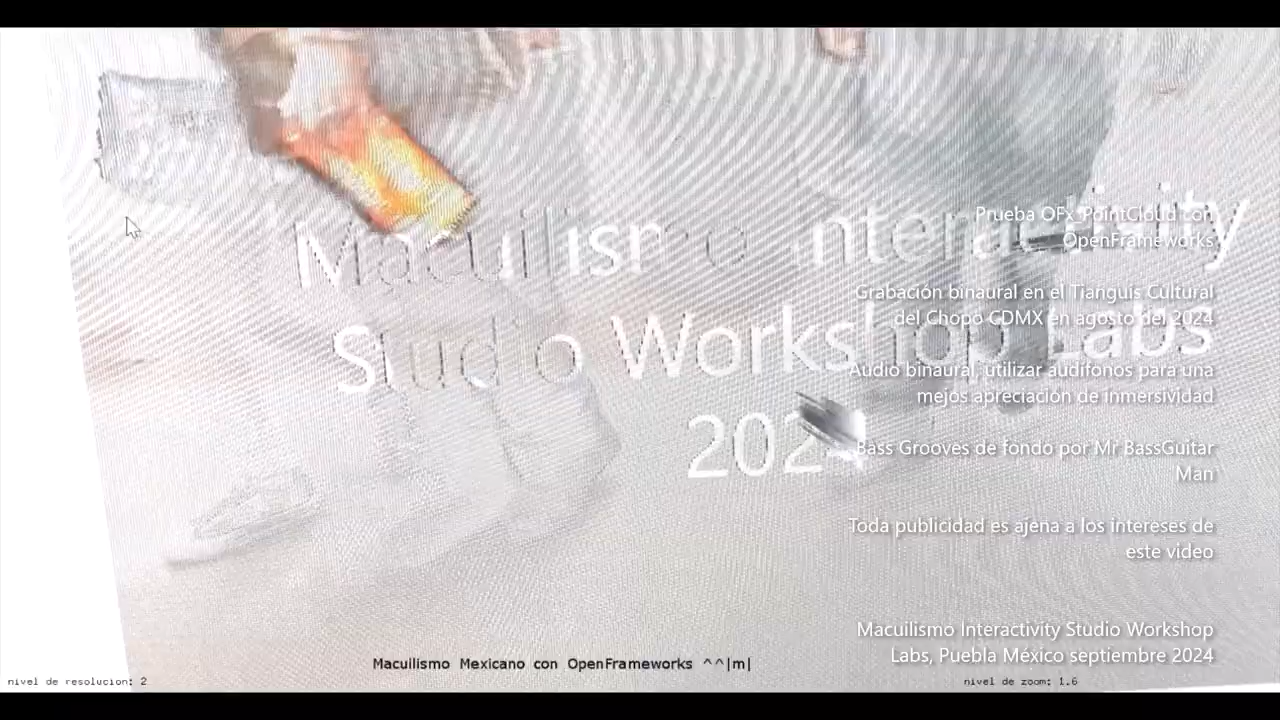 Macuilismo Interactivity
Studio Workshop Labs
2024
Prueba OFx PointCloud con
OpenFrameworks
Grabación binaural en el Tianguis Cultural
del Chopo CDMX en agosto del 2024
Audio binaural, utilizar audifonos para una
mejos apreciación de inmersividad
Bass Grooves de fondo por Mr BassGuitar
Man
Toda publicidad es ajena a los intereses de
este video
Macuilismo Interactivity Studio Workshop
Labs, Puebla México septiembre 2024
Macuilismo Mexicano con OpenFrameworks ^^|m|
nivel de resolucion: 2
nivel de zoom: 1.6